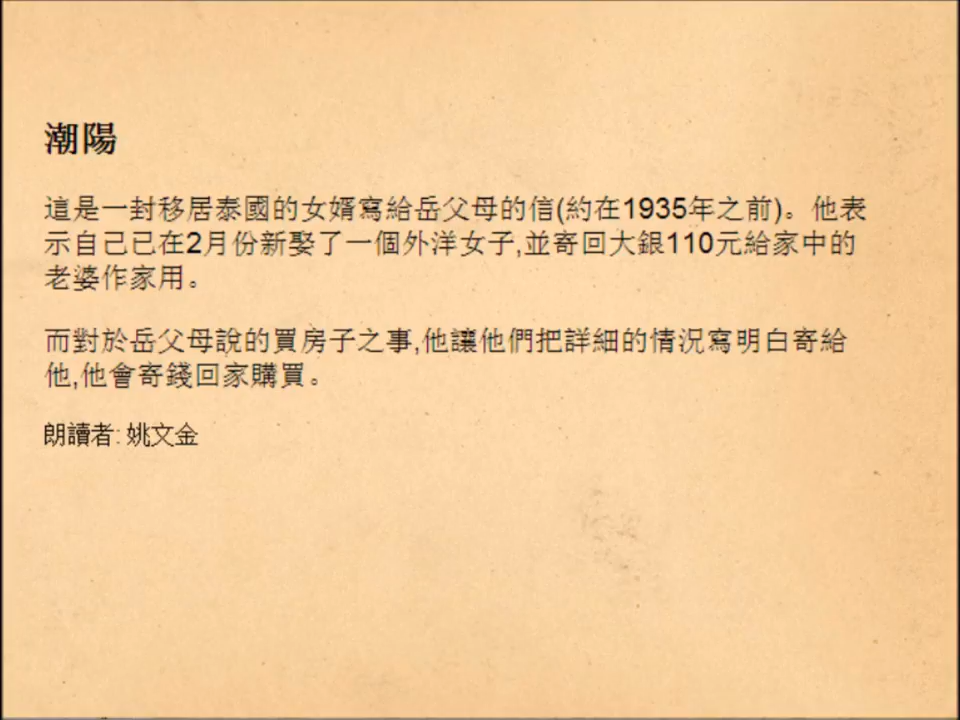 潮陽
這是一封移居泰國的女婿寫給岳父母的信(約在1935年之前)。他表
示自己已在2月份新娶了一個外洋女子,並寄回大銀110元給家中的
老婆作家用。
而對於岳父母說的買房子之事,他讓他們把詳細的情況寫明白寄給
他,他會寄錢回家購買。
朗讀者: 姚文金